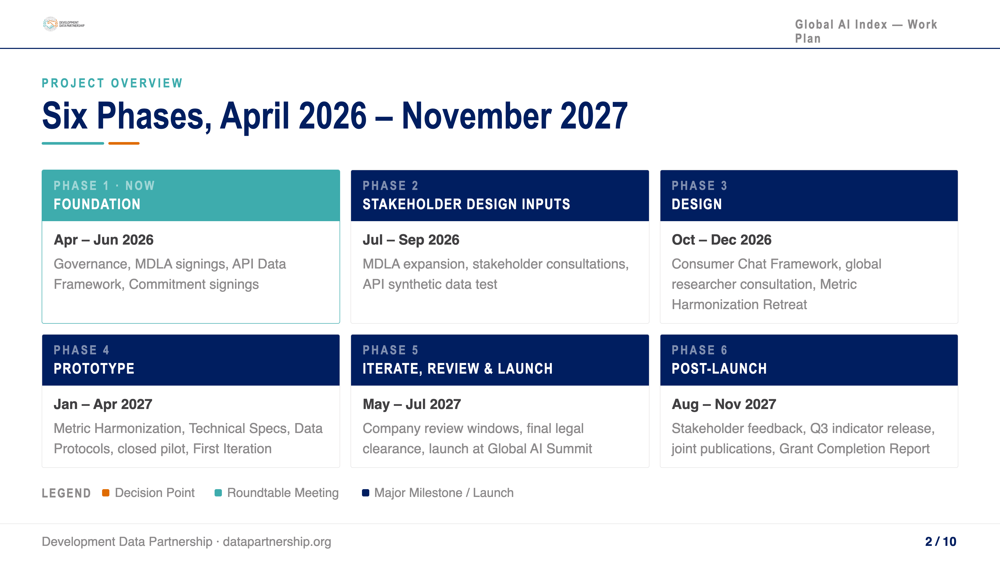 DEVELOPMENT
DATA PARTNERSHIP
Global AI Index — Work
Plan
PROJECT OVERVIEW
Six Phases, April 2026 – November 2027
PHASE 1 · NOW
FOUNDATION
Apr – Jun 2026
Governance, MDLA signings, API Data
Framework, Commitment signings
PHASE 2
STAKEHOLDER DESIGN INPUTS
Jul – Sep 2026
MDLA expansion, stakeholder consultations,
API synthetic data test
PHASE 3
DESIGN
Oct – Dec 2026
Consumer Chat Framework, global
researcher consultation, Metric
Harmonization Retreat
PHASE 4
PROTOTYPE
Jan – Apr 2027
Metric Harmonization, Technical Specs, Data
Protocols, closed pilot, First Iteration
PHASE 5
ITERATE, REVIEW & LAUNCH
May – Jul 2027
Company review windows, final legal
clearance, launch at Global AI Summit
PHASE 6
POST-LAUNCH
Aug – Nov 2027
Stakeholder feedback, Q3 indicator release,
joint publications, Grant Completion Report
LEGEND Decision Point Roundtable Meeting Major Milestone / Launch
Development Data Partnership · datapartnership.org
2 / 10